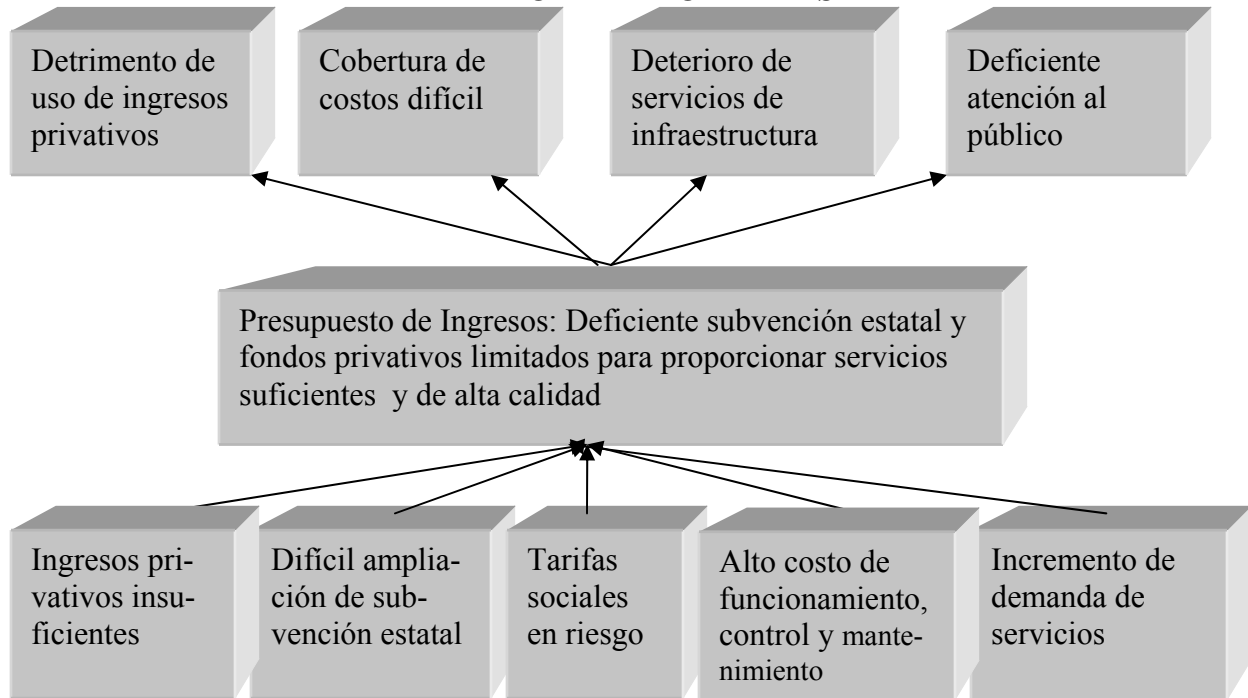 Detrimento de
uso de ingresos
privativos
Cobertura de
costos difícil
Deterioro de
servicios de
infraestructura
Deficiente
atención al
público
Presupuesto de Ingresos: Deficiente subvención estatal y
fondos privativos limitados para proporcionar servicios
suficientes y de alta calidad
Ingresos pri-
vativos insu-
ficientes
Difícil amplia-
ción de sub-
vención estatal
Tarifas
sociales
en riesgo
Alto costo de
funcionamiento,
control y mante-
nimiento
Incremento de
demanda de
servicios